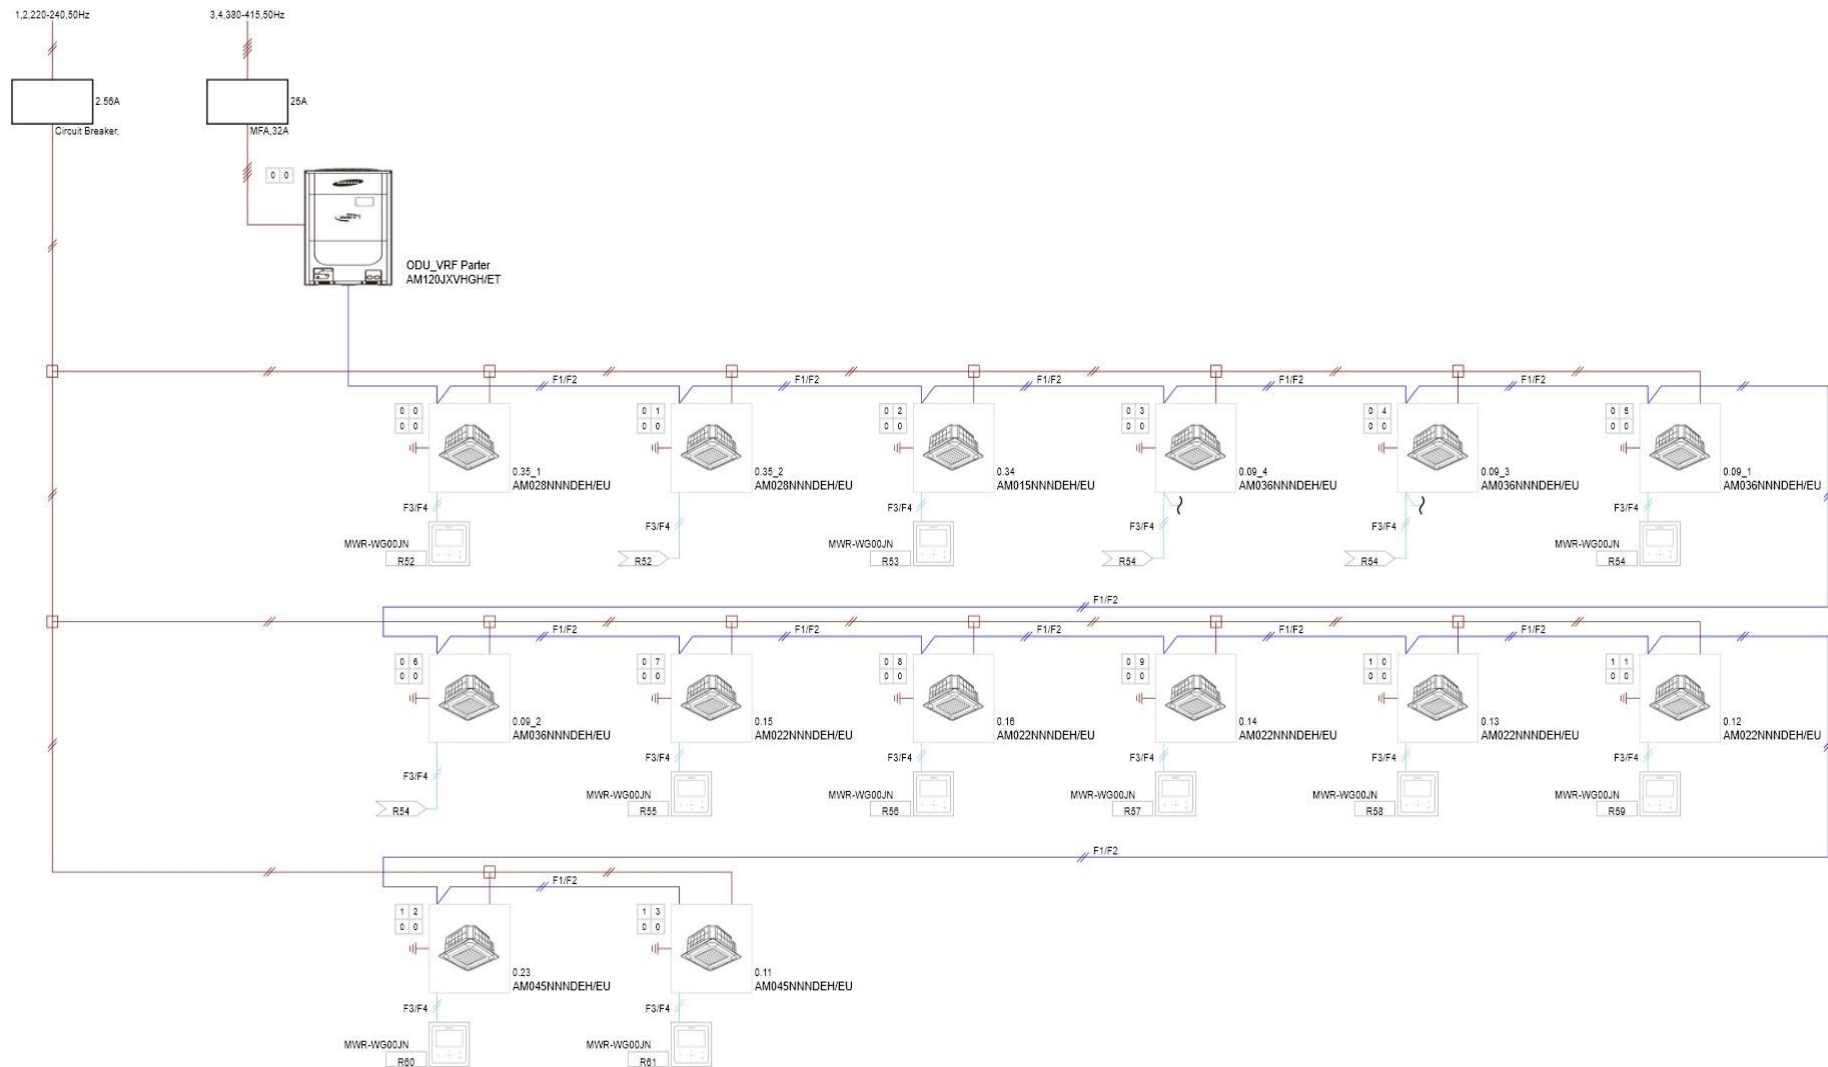 1,2,220-240,50Hz
3,4,380-415,50Hz
2.56A
25A
Circuit Breaker,
MFA,32A
0 0
SAMSUNG
ODU_VRF Parter
AM120JXVHGH/ET
F1/F2 F1/F2 F1/F2 F1/F2 F1/F2
0 0 0 1 0 2 0 3 0 4 0 5
0 0 0 0 0 0 0 0 0 0 0 0
0.35_1 0.35_2 0.34 0.09_4 0.09_3 0.09_1
AM028NNNDEH/EU AM028NNNDEH/EU AM015NNNDEH/EU AM036NNNDEH/EU AM036NNNDEH/EU AM036NNNDEH/EU
F3/F4 F3/F4 F3/F4 F3/F4 F3/F4 F3/F4
MWR-WG00JN MWR-WG00JN MWR-WG00JN
R52 R52 R53 R54 R54 R54
F1/F2
F1/F2 F1/F2 F1/F2 F1/F2 F1/F2
0 6 0 7 0 8 0 9 1 0 1 1
0 0 0 0 0 0 0 0 0 0 0 0
0.09_2 0.15 0.16 0.14 0.13 0.12
AM036NNNDEH/EU AM022NNNDEH/EU AM022NNNDEH/EU AM022NNNDEH/EU AM022NNNDEH/EU AM022NNNDEH/EU
F3/F4 F3/F4 F3/F4 F3/F4 F3/F4 F3/F4
MWR-WG00JN MWR-WG00JN MWR-WG00JN MWR-WG00JN MWR-WG00JN
R54 R55 R56 R57 R58 R59
F1/F2
F1/F2
1 2 1 3
0 0 0 0
0.23 0.11
AM045NNNDEH/EU AM045NNNDEH/EU
F3/F4 F3/F4
MWR-WG00JN MWR-WG00JN
R60 R61